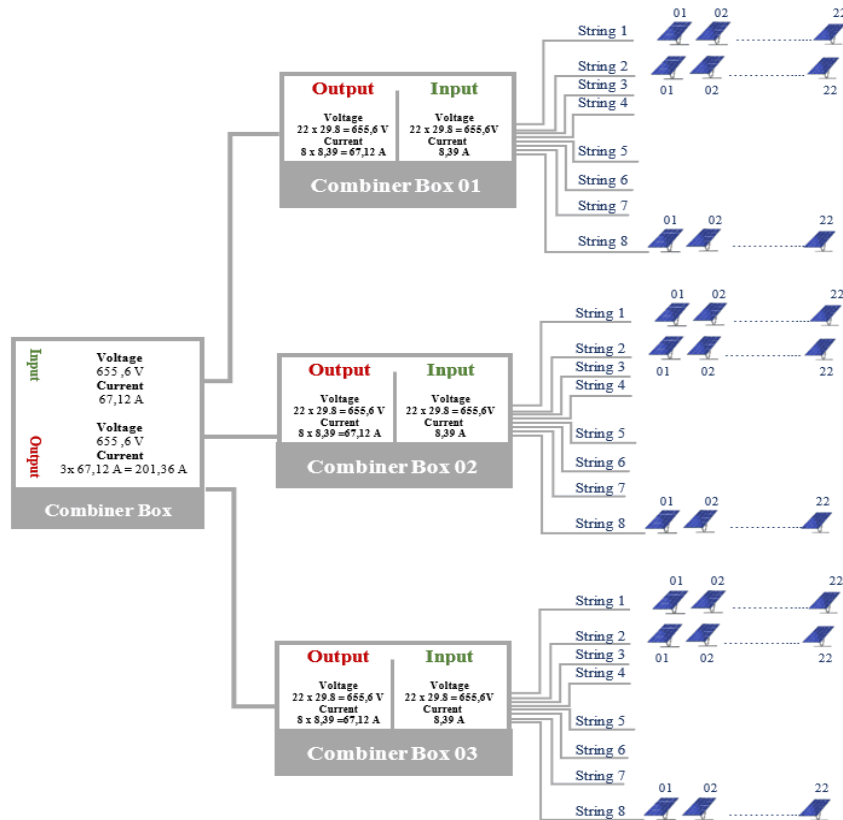 01 02 22
String 1
String 2
01 02 22
String 3
String 4
String 5
String 6
String 7
String 8
01 02 22
Output Input
Voltage Voltage
22 x 29.8 = 655,6 V 22 x 29.8 = 655,6V
Current Current
8 x 8,39 = 67,12 A 8,39 A
Combiner Box 01
01 02 22
String 1
String 2
01 02 22
String 3
String 4
String 5
String 6
String 7
String 8
01 02 22
Output Input
Voltage Voltage
22 x 29.8 = 655,6 V 22 x 29.8 = 655,6V
Current Current
8 x 8,39 =67,12 A 8,39 A
Combiner Box 02
Input
Voltage
655 ,6 V
Current
67,12 A
Output
Voltage
655 ,6 V
Current
3x 67,12 A = 201,36 A
Combiner Box
01 02 22
String 1
String 2
01 02 22
String 3
String 4
String 5
String 6
String 7
String 8
01 02 22
Output Input
Voltage Voltage
22 x 29.8 = 655,6 V 22 x 29.8 = 655,6V
Current Current
8 x 8,39 =67,12 A 8,39 A
Combiner Box 03